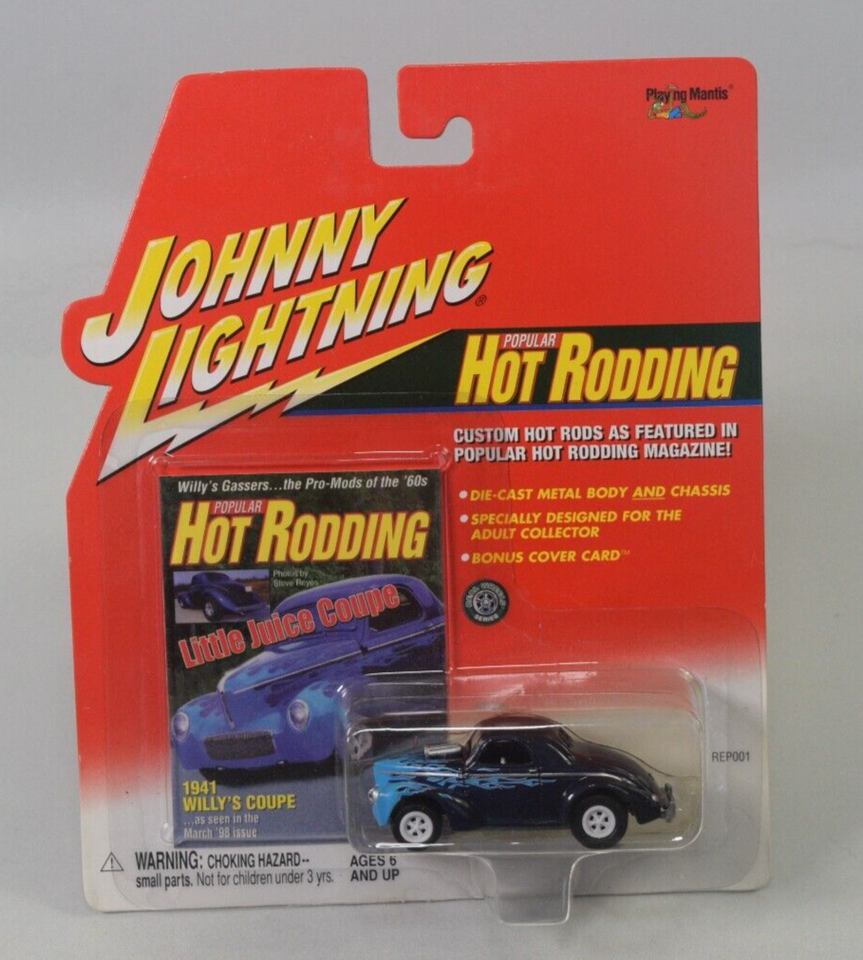 Playing Mantis®
JOHNNY
LIGHTNING®
POPULAR
HOT RODDING
CUSTOM HOT RODS AS FEATURED IN
POPULAR HOT RODDING MAGAZINE!
• DIE-CAST METAL BODY AND CHASSIS
• SPECIALLY DESIGNED FOR THE
ADULT COLLECTOR
• BONUS COVER CARD™
Willy's Gassers...the Pro-Mods of the '60s
POPULAR
HOT RODDING
Photos by
Steve Reyes
Little Juice Coupe
1941
WILLY'S COUPE
...as seen in the
March '98 issue
SERIES
REP001
WARNING: CHOKING HAZARD--
small parts. Not for children under 3 yrs.
AGES 6
AND UP